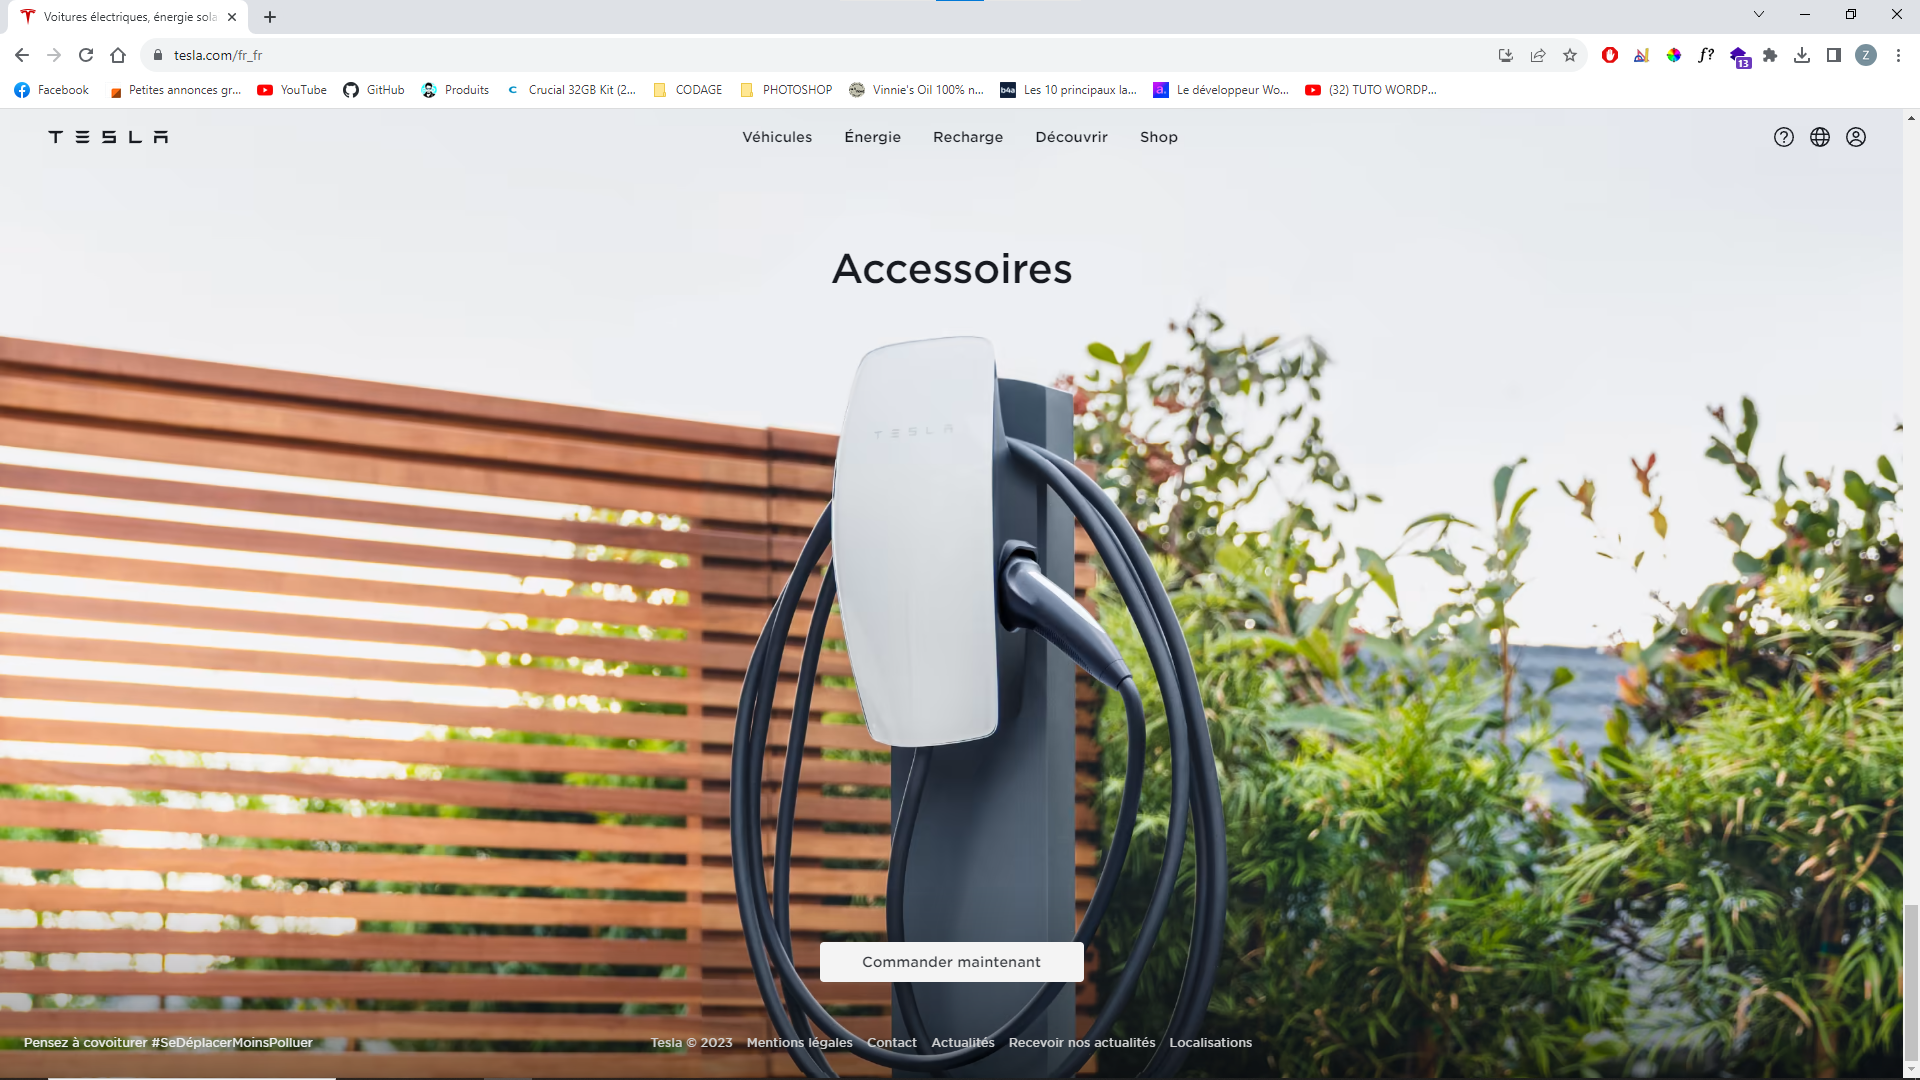 Voitures électriques, énergie sola
tesla.com/fr_fr
f?
13
Z
Facebook
Petites annonces gr...
YouTube
GitHub
Produits
Crucial 32GB Kit (2...
CODAGE
PHOTOSHOP
Vinnie's Oil 100% n...
b4a
Les 10 principaux la...
a.
Le développeur Wo...
(32) TUTO WORDP...
TESLA
Véhicules
Énergie
Recharge
Découvrir
Shop
Accessoires
TESLA
Commander maintenant
Pensez à covoiturer #SeDéplacerMoinsPolluer
Tesla © 2023
Mentions légales
Contact
Actualités
Recevoir nos actualités
Localisations